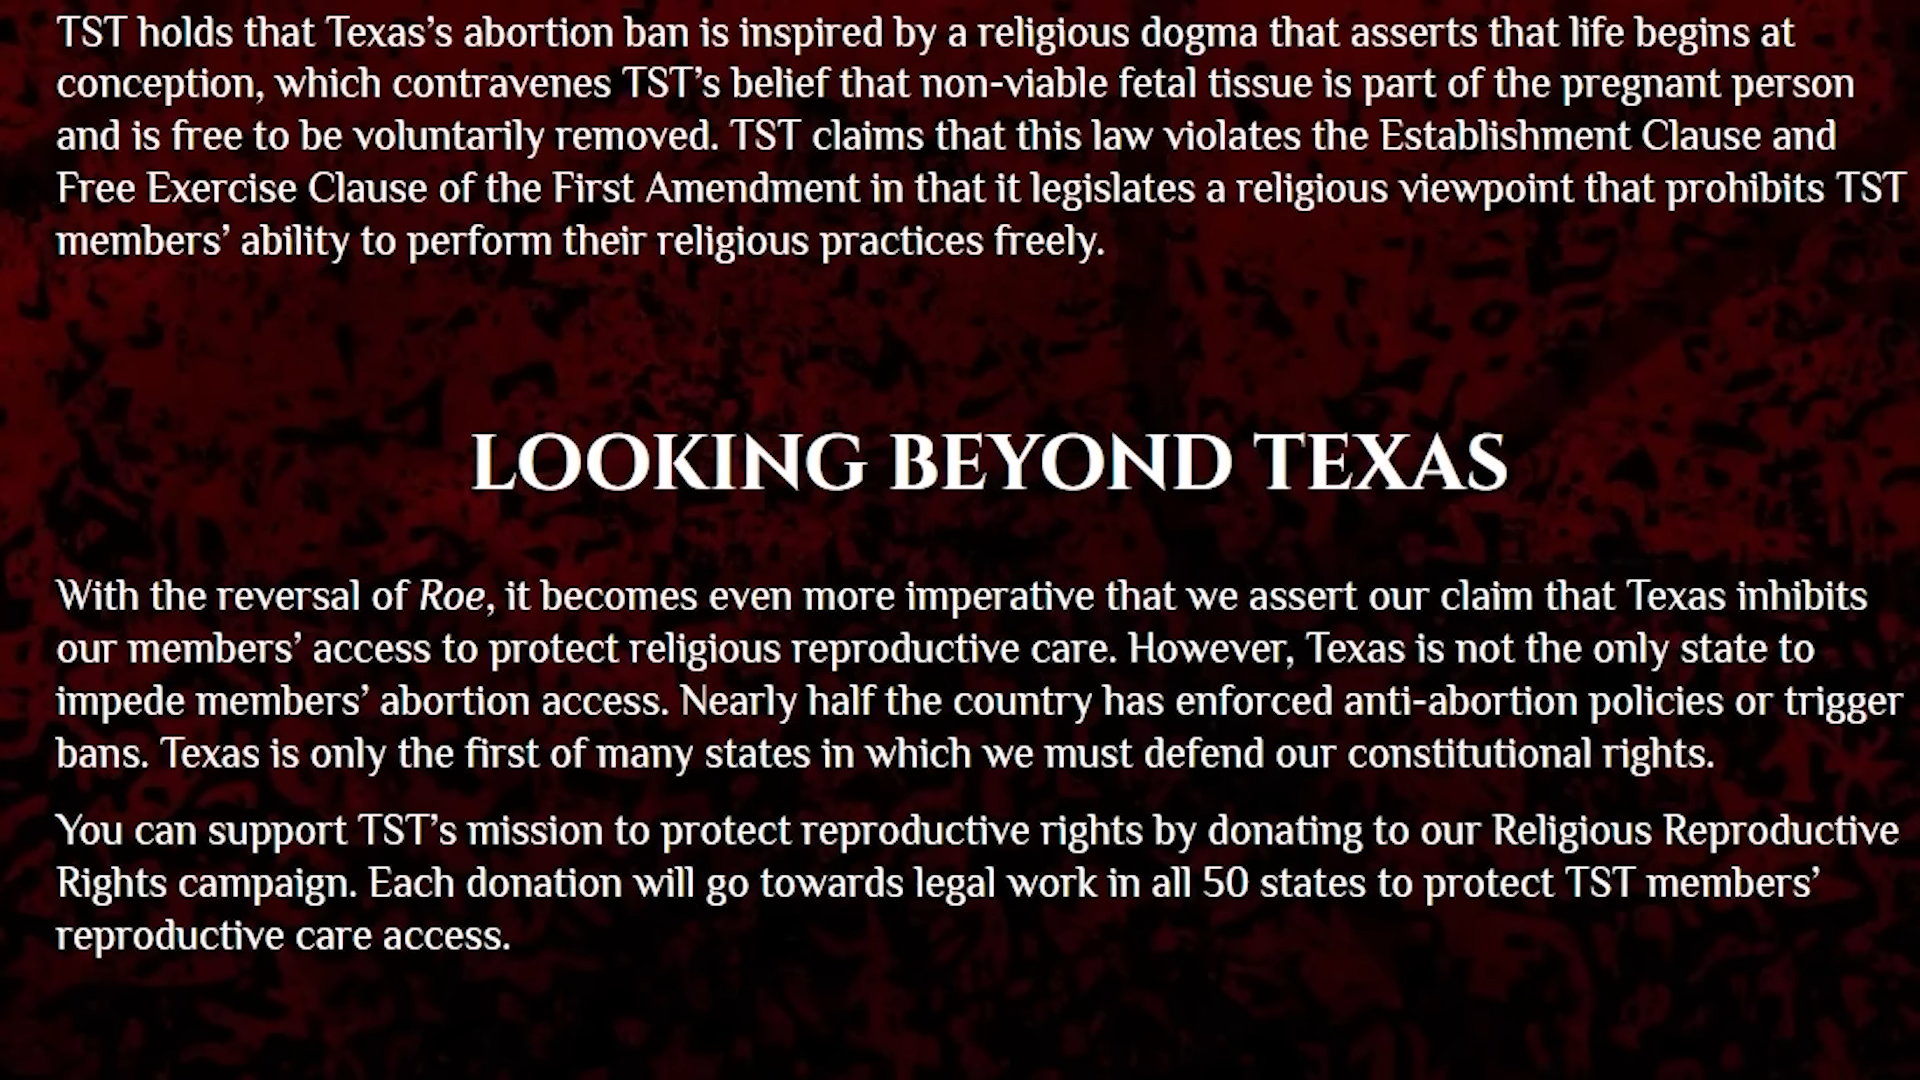 TST holds that Texas’s abortion ban is inspired by a religious dogma that asserts that life begins at
conception, which contravenes TST’s belief that non-viable fetal tissue is part of the pregnant person
and is free to be voluntarily removed. TST claims that this law violates the Establishment Clause and
Free Exercise Clause of the First Amendment in that it legislates a religious viewpoint that prohibits TST
members’ ability to perform their religious practices freely.
LOOKING BEYOND TEXAS
With the reversal of Roe, it becomes even more imperative that we assert our claim that Texas inhibits
our members’ access to protect religious reproductive care. However, Texas is not the only state to
impede members’ abortion access. Nearly half the country has enforced anti-abortion policies or trigger
bans. Texas is only the first of many states in which we must defend our constitutional rights.
You can support TST’s mission to protect reproductive rights by donating to our Religious Reproductive
Rights campaign. Each donation will go towards legal work in all 50 states to protect TST members’
reproductive care access.